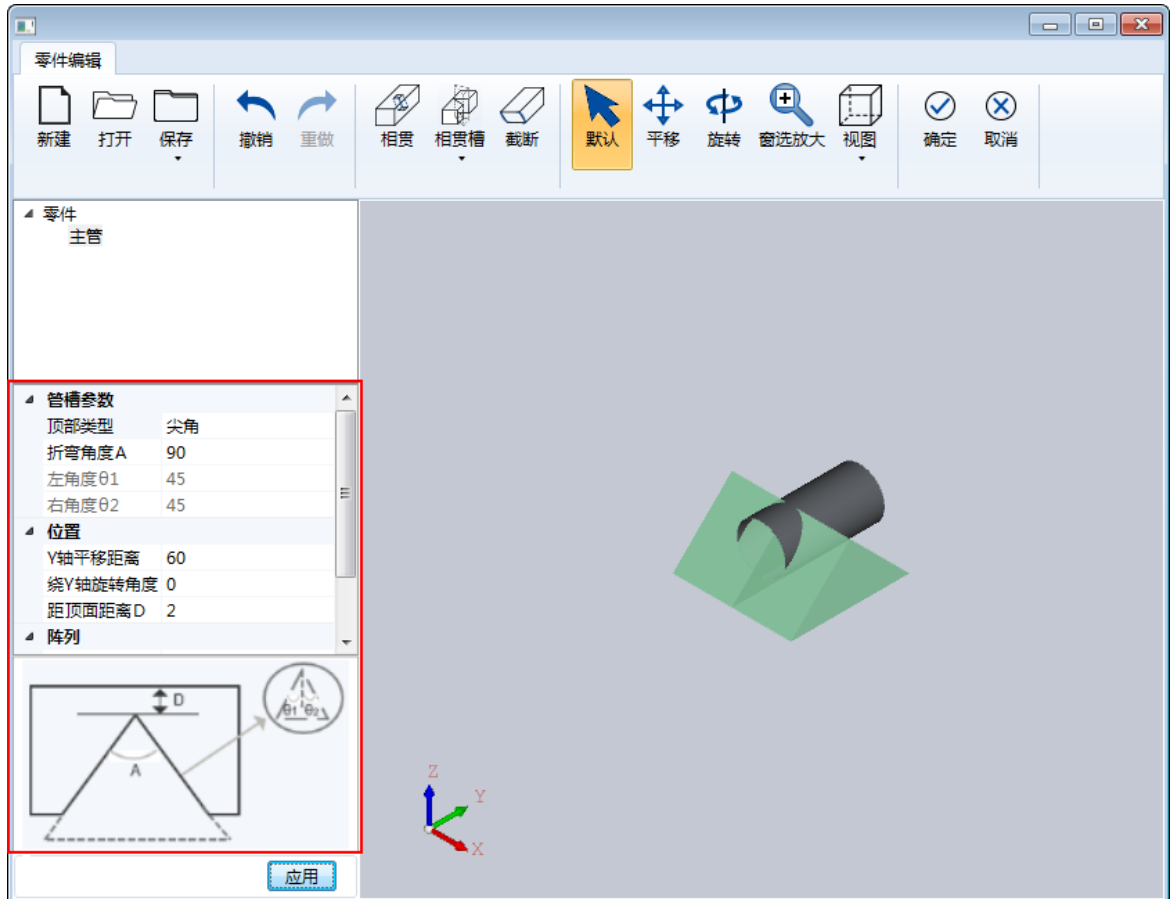 零件编辑
新建 打开 保存 撤销 重做 相贯 相贯槽 截断 默认 平移 旋转 窗选放大 视图 确定 取消
零件
主管
管槽参数
顶部类型 尖角
折弯角度A 90
左角度θ1 45
右角度θ2 45
位置
Y轴平移距离 60
绕Y轴旋转角度 0
距顶面距离D 2
阵列
D
θ1 θ2
A
Z
Y
X
应用